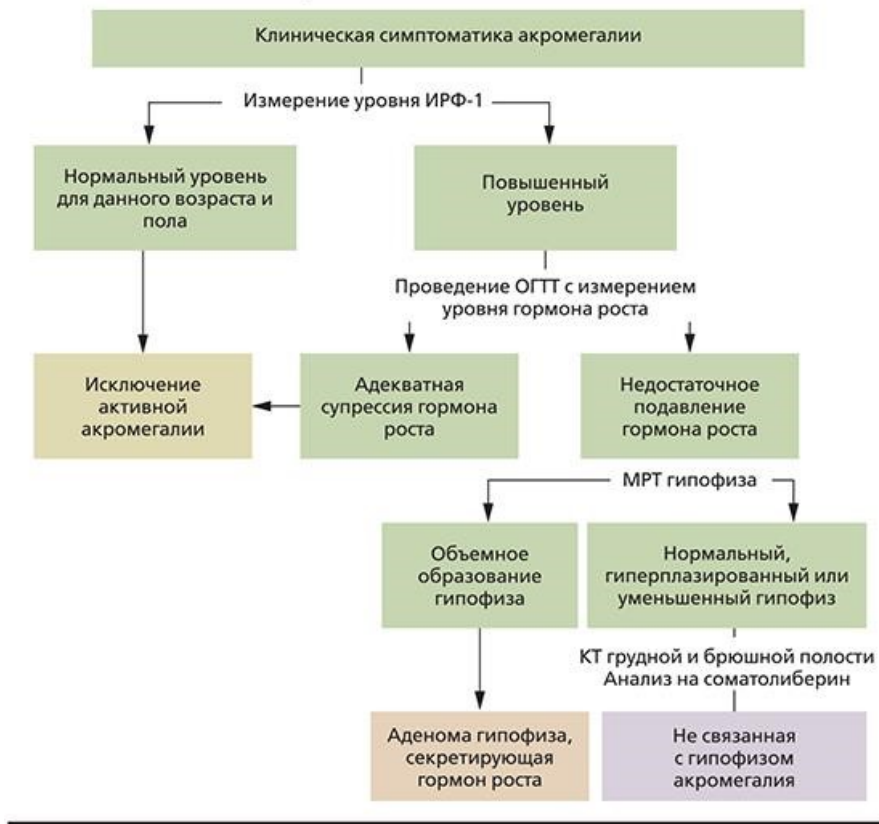 Клиническая симптоматика акромегалии
Измерение уровня ИРФ-1
Нормальный уровень
для данного возраста и
пола
Повышенный
уровень
Проведение ОГТТ с измерением
уровня гормона роста
Исключение
активной
акромегалии
Адекватная
супрессия гормона
роста
Недостаточное
подавление
гормона роста
МРТ гипофиза
Объемное
образование
гипофиза
Нормальный,
гиперплазированный или
уменьшенный гипофиз
КТ грудной и брюшной полости
Анализ на соматолиберин
Аденома гипофиза,
секретирующая
гормон роста
Не связанная
с гипофизом
акромегалия